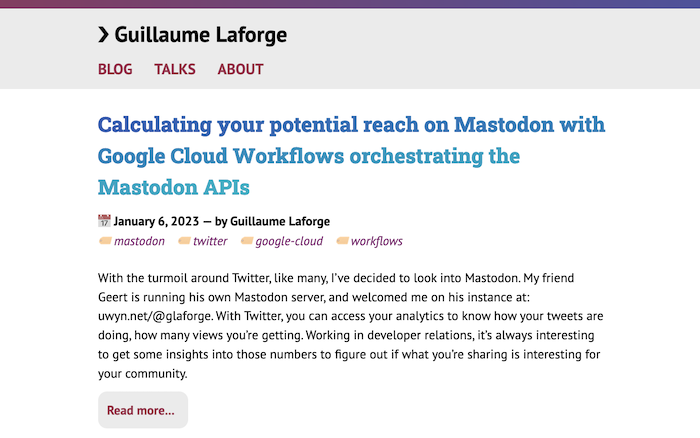 ❯ Guillaume Laforge
BLOG TALKS ABOUT
Calculating your potential reach on Mastodon with
Google Cloud Workflows orchestrating the
Mastodon APIs
📅 January 6, 2023 — by Guillaume Laforge
🏷️ mastodon 🏷️ twitter 🏷️ google-cloud 🏷️ workflows
With the turmoil around Twitter, like many, I've decided to look into Mastodon. My friend
Geert is running his own Mastodon server, and welcomed me on his instance at:
uwyn.net/@glaforge. With Twitter, you can access your analytics to know how your tweets are
doing, how many views you're getting. Working in developer relations, it's always interesting
to get some insights into those numbers to figure out if what you're sharing is interesting for
your community.
Read more...